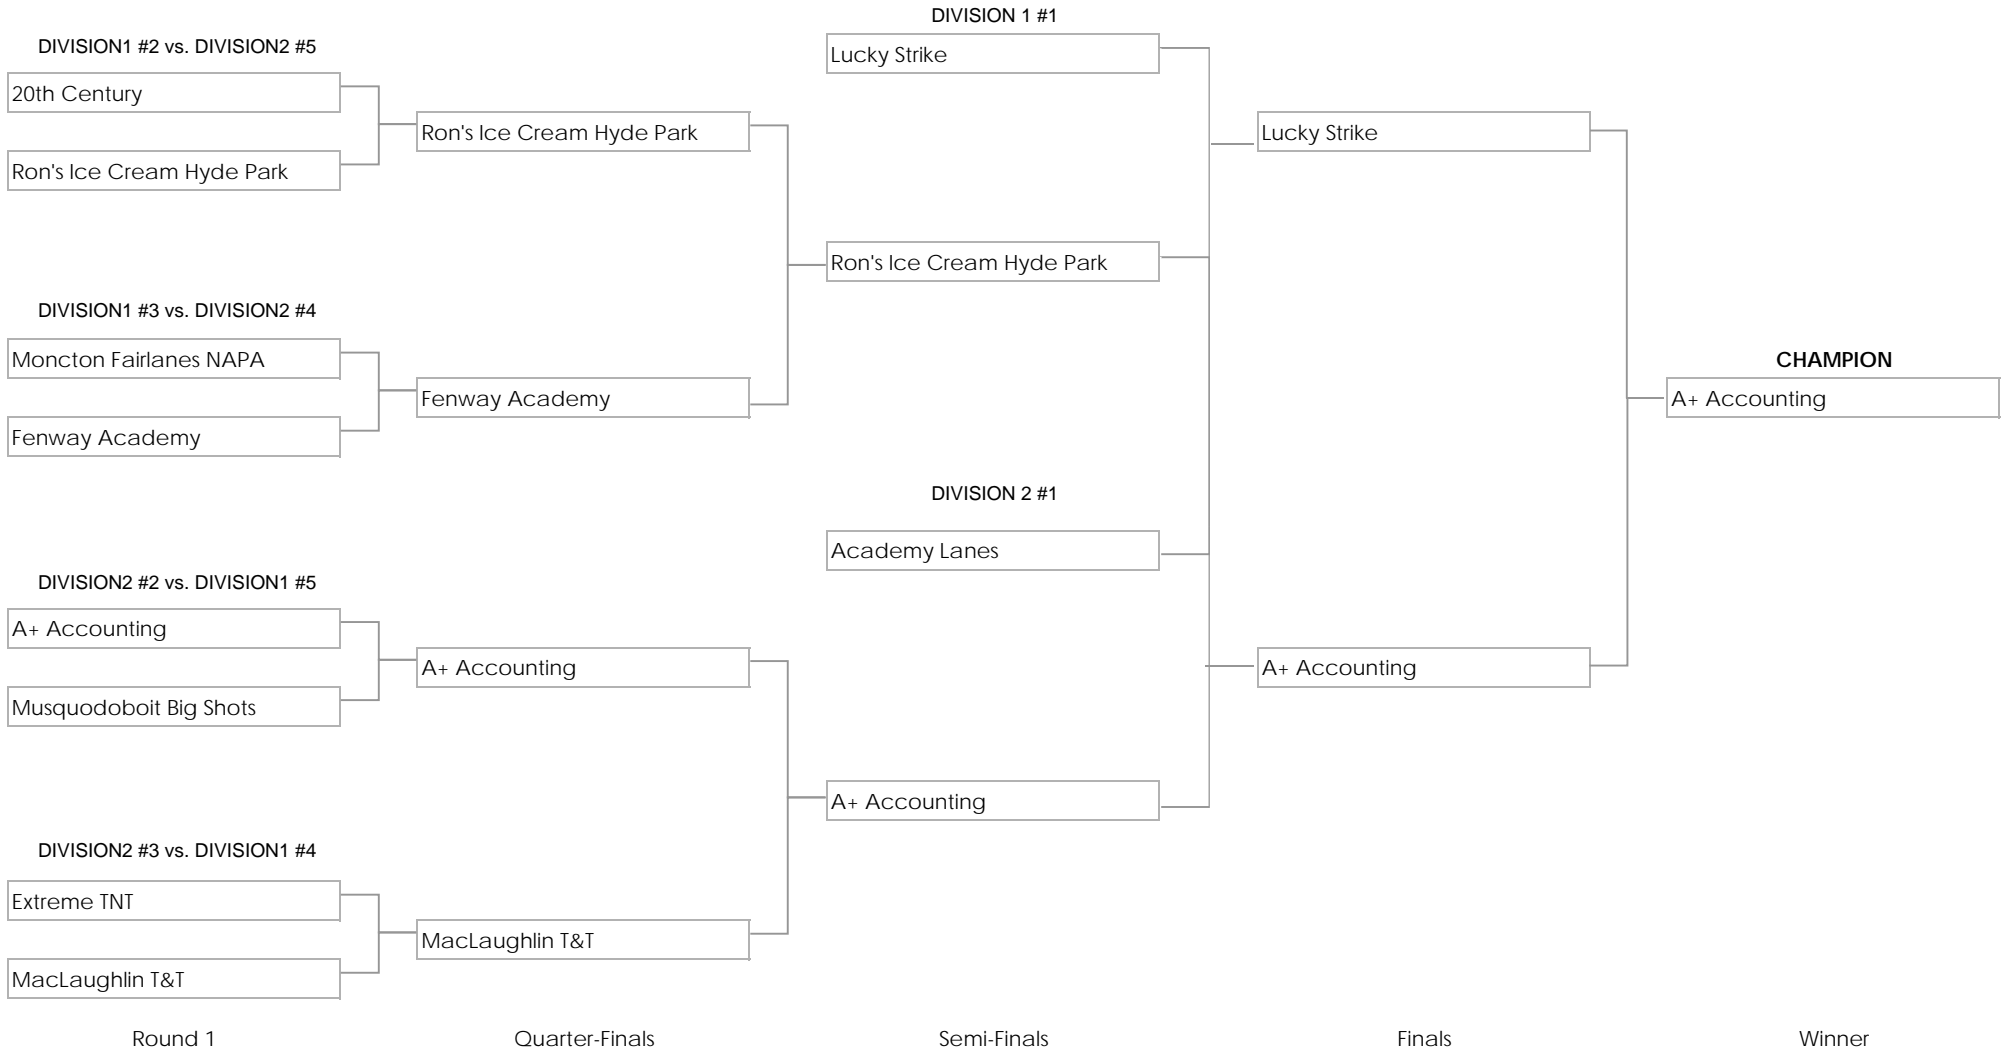 DIVISION1 #2 vs. DIVISION2 #5
20th Century
Ron's Ice Cream Hyde Park
DIVISION1 #3 vs. DIVISION2 #4
Moncton Fairlanes NAPA
Fenway Academy
DIVISION2 #2 vs. DIVISION1 #5
A+ Accounting
Musquodoboit Big Shots
DIVISION2 #3 vs. DIVISION1 #4
Extreme TNT
MacLaughlin T&T
Round 1
Ron's Ice Cream Hyde Park
Fenway Academy
A+ Accounting
MacLaughlin T&T
Quarter-Finals
DIVISION 1 #1
Lucky Strike
Ron's Ice Cream Hyde Park
DIVISION 2 #1
Academy Lanes
A+ Accounting
Semi-Finals
Lucky Strike
A+ Accounting
Finals
CHAMPION
A+ Accounting
Winner